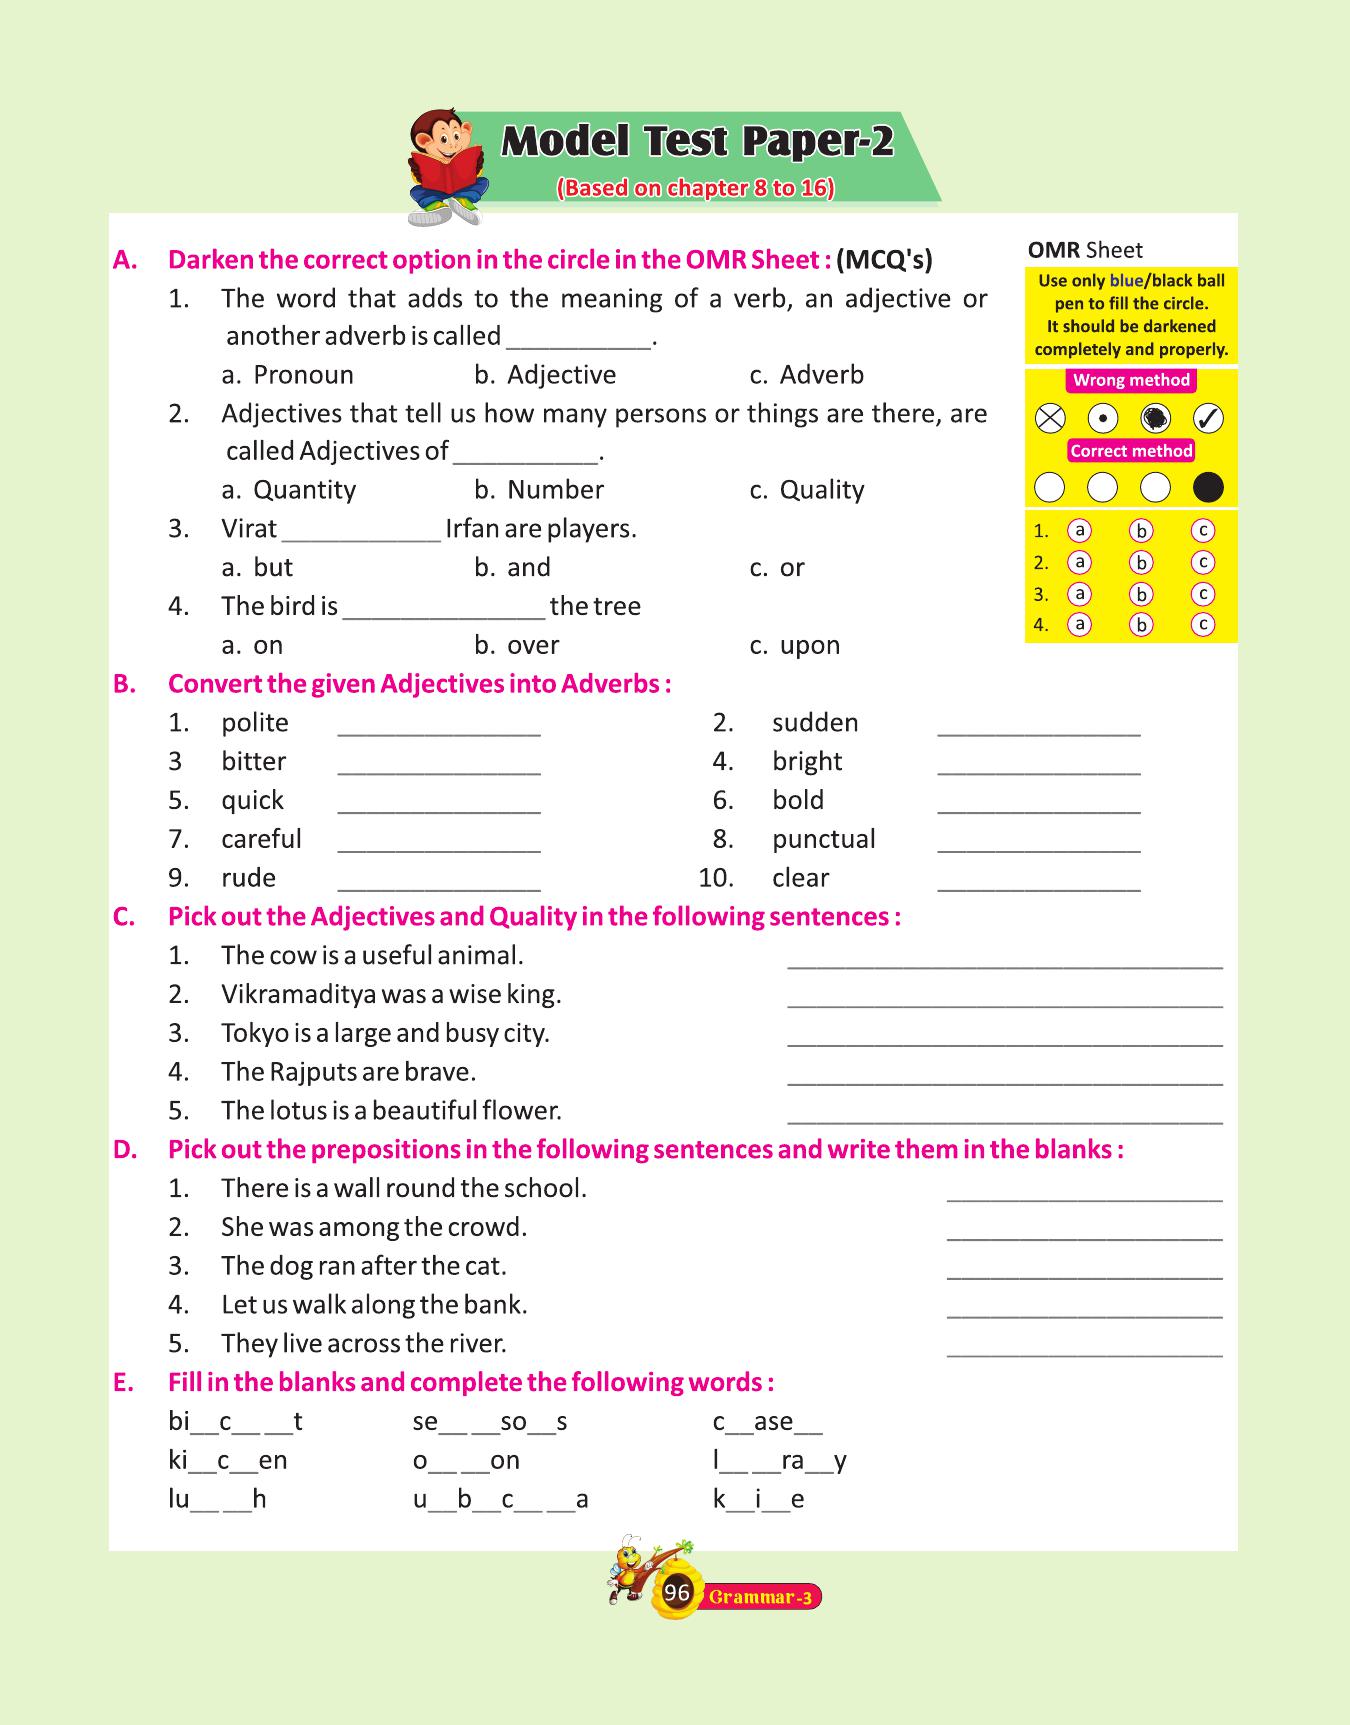 Model Test Paper-2
(Based on chapter 8 to 16)
A. Darken the correct option in the circle in the OMR Sheet : (MCQ's)
1. The word that adds to the meaning of a verb, an adjective or
another adverb is called __________.
a. Pronoun b. Adjective c. Adverb
2. Adjectives that tell us how many persons or things are there, are
called Adjectives of __________.
a. Quantity b. Number c. Quality
3. Virat ___________ Irfan are players.
a. but b. and c. or
4. The bird is ______________ the tree
a. on b. over c. upon
OMR Sheet
Use only blue/black ball
pen to fill the circle.
It should be darkened
completely and properly.
Wrong method
Correct method
1. a b c
2. a b c
3. a b c
4. a b c
B. Convert the given Adjectives into Adverbs :
1. polite ______________ 2. sudden ______________
3 bitter ______________ 4. bright ______________
5. quick ______________ 6. bold ______________
7. careful ______________ 8. punctual ______________
9. rude ______________ 10. clear ______________
C. Pick out the Adjectives and Quality in the following sentences :
1. The cow is a useful animal. ______________________________
2. Vikramaditya was a wise king. ______________________________
3. Tokyo is a large and busy city. ______________________________
4. The Rajputs are brave. ______________________________
5. The lotus is a beautiful flower. ______________________________
D. Pick out the prepositions in the following sentences and write them in the blanks :
1. There is a wall round the school. ___________________
2. She was among the crowd. ___________________
3. The dog ran after the cat. ___________________
4. Let us walk along the bank. ___________________
5. They live across the river. ___________________
E. Fill in the blanks and complete the following words :
bi__c__ __t se__ __so__s c__ase__
ki__c__en o__ __on l__ __ra__y
lu__ __h u__b__c__ __a k__i__e
96 Grammar-3